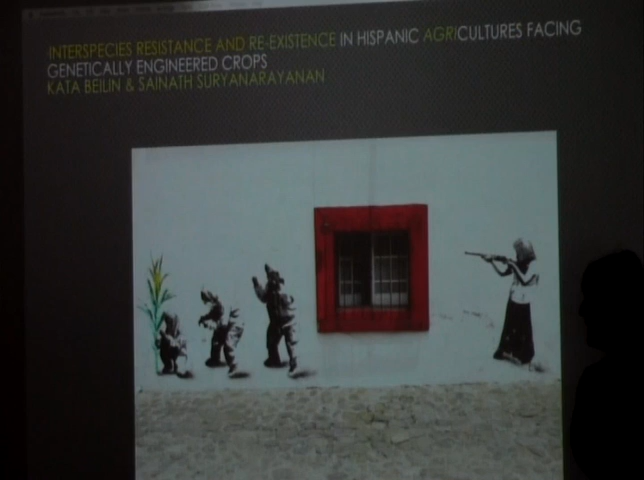 INTERSPECIES RESISTANCE AND RE-EXISTENCE IN HISPANIC AGRICULTURES FACING
GENETICALLY ENGINEERED CROPS
KATA BEILIN & SAINATH SURYANARAYANAN